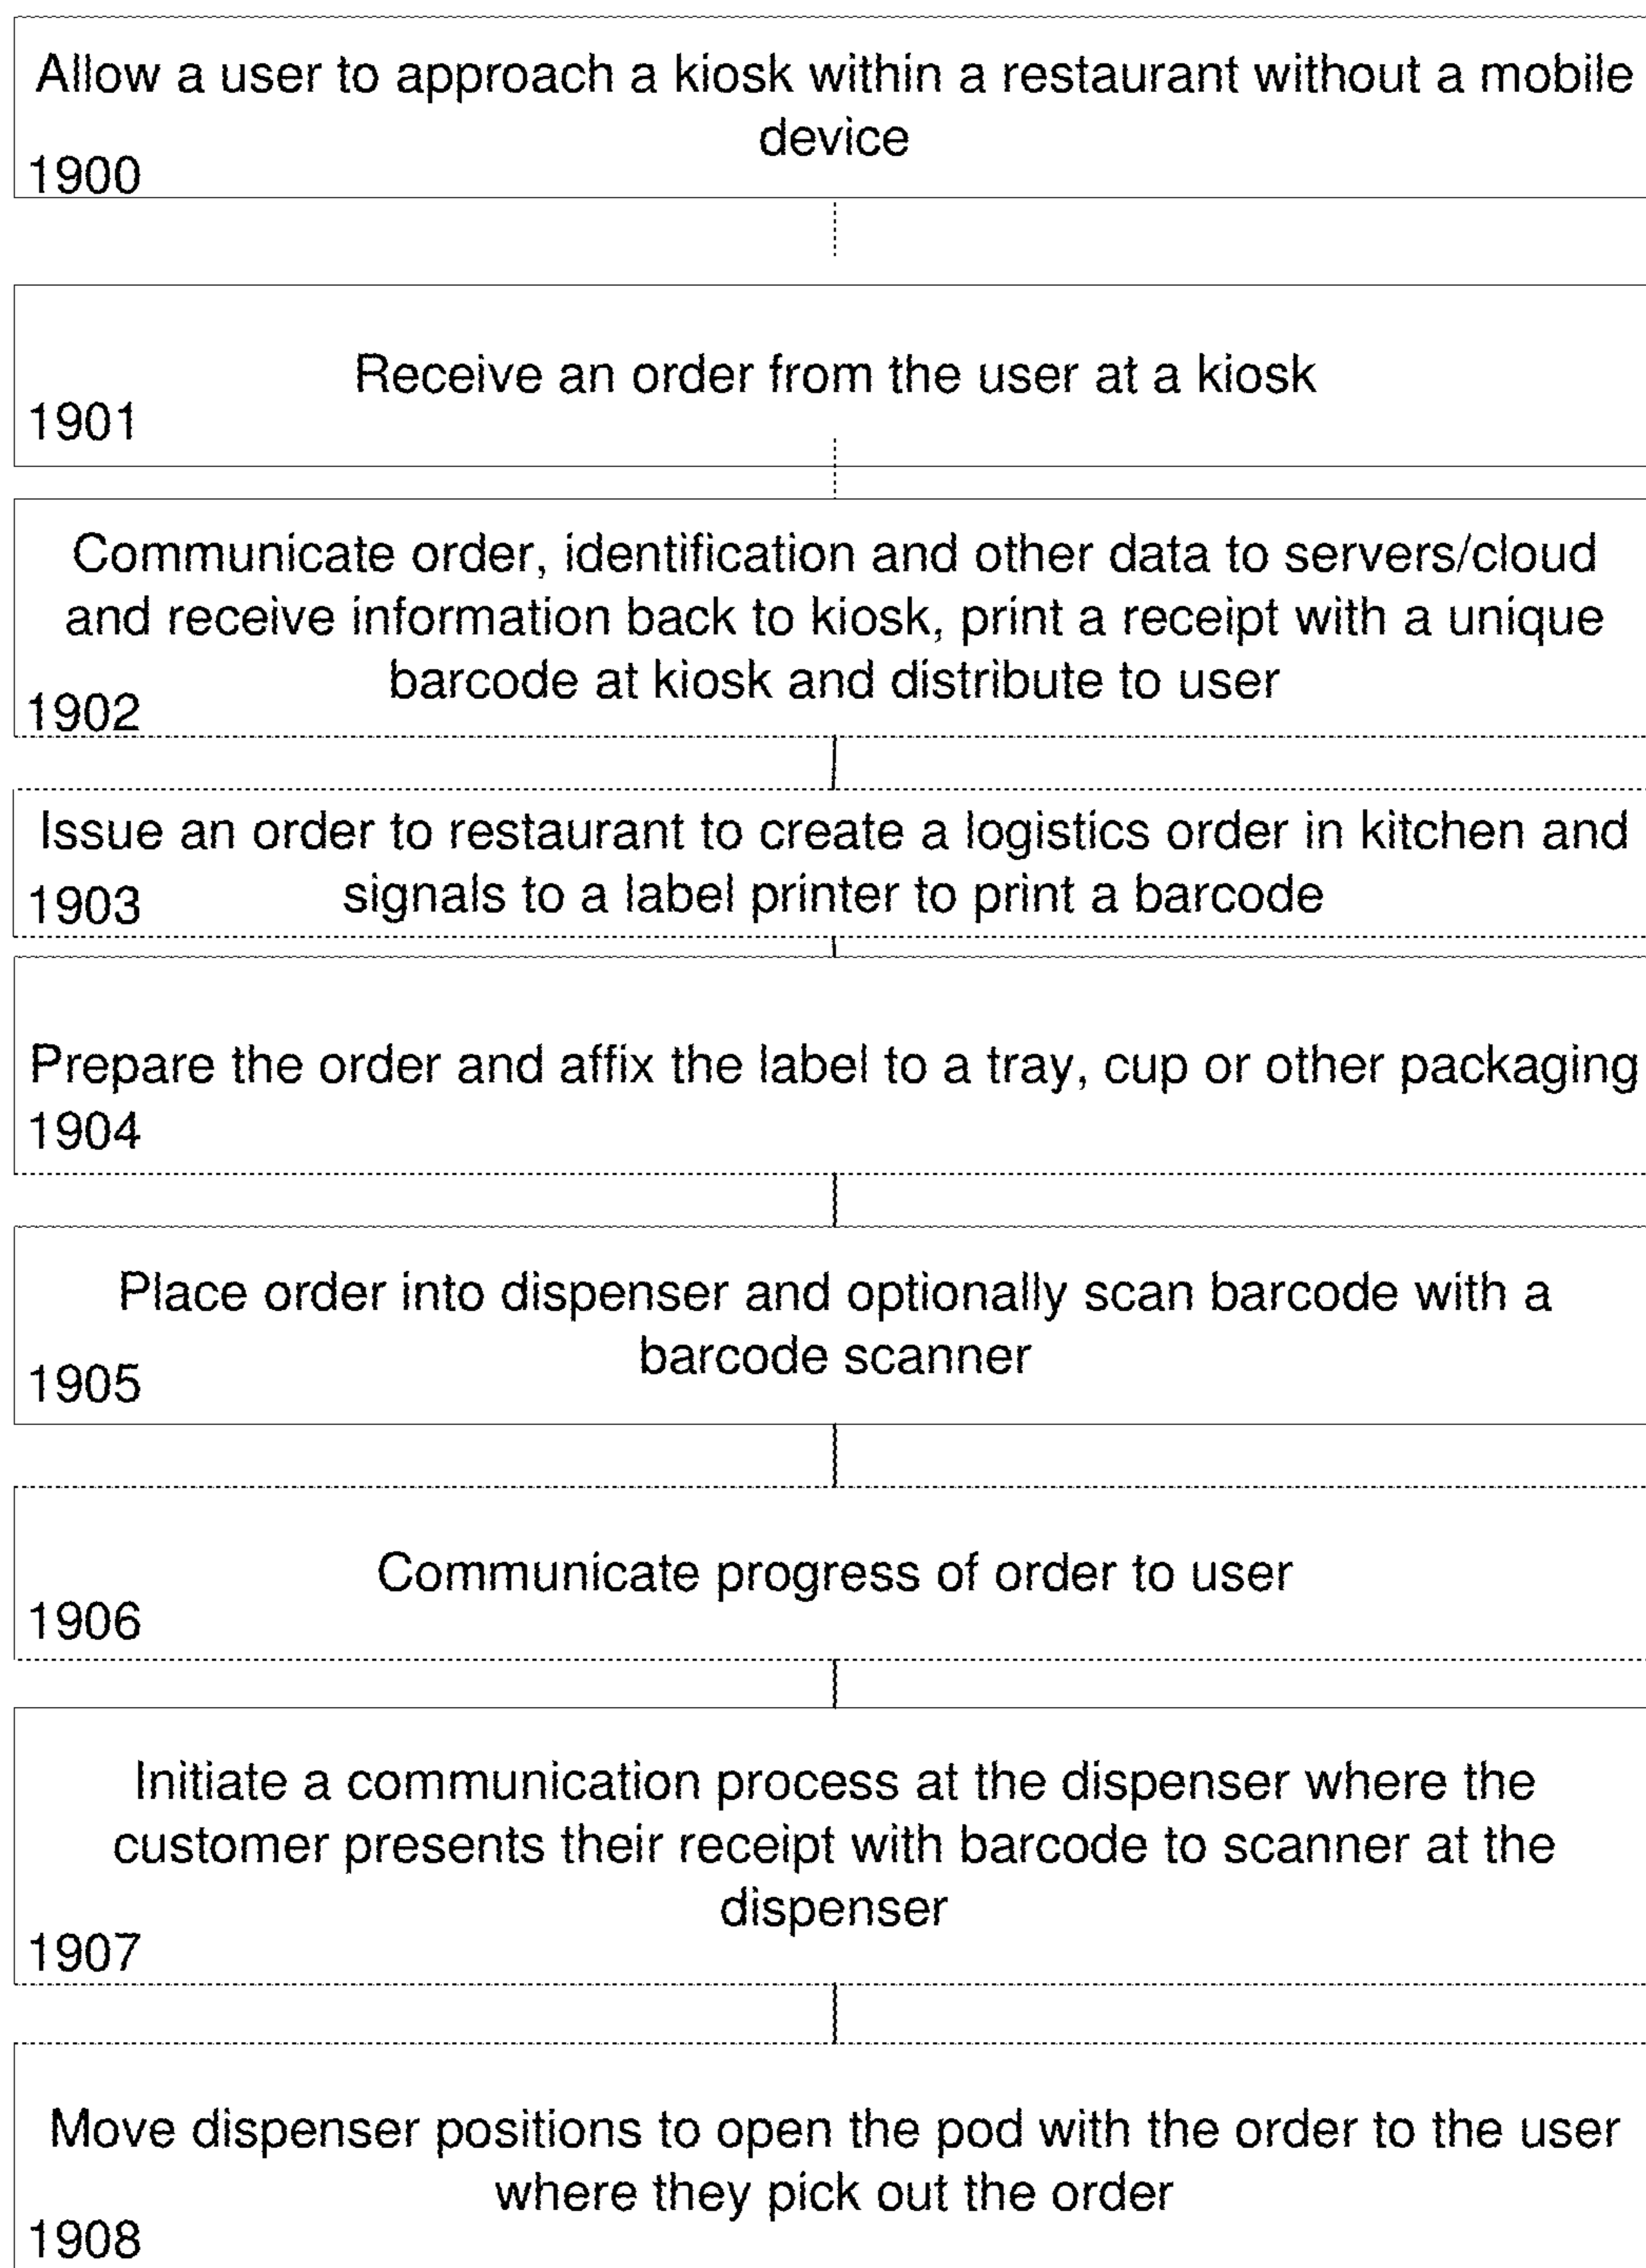 Allow a user to approach a kiosk within a restaurant without a mobile
device
1900
Receive an order from the user at a kiosk
1901
Communicate order, identification and other data to servers/cloud
and receive information back to kiosk, print a receipt with a unique
barcode at kiosk and distribute to user
1902
Issue an order to restaurant to create a logistics order in kitchen and
signals to a label printer to print a barcode
1903
Prepare the order and affix the label to a tray, cup or other packaging
1904
Place order into dispenser and optionally scan barcode with a
barcode scanner
1905
Communicate progress of order to user
1906
Initiate a communication process at the dispenser where the
customer presents their receipt with barcode to scanner at the
dispenser
1907
Move dispenser positions to open the pod with the order to the user
where they pick out the order
1908